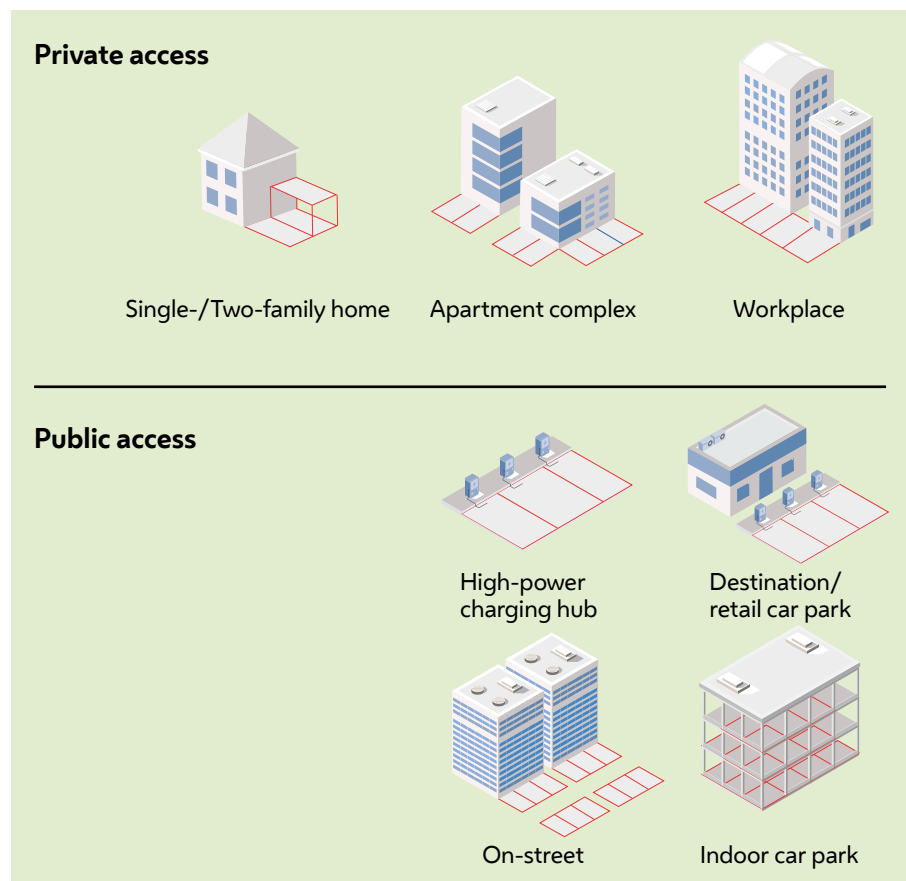 Private access
Single-/Two-family home
Apartment complex
Workplace
Public access
High-power
charging hub
Destination/
retail car park
On-street
Indoor car park